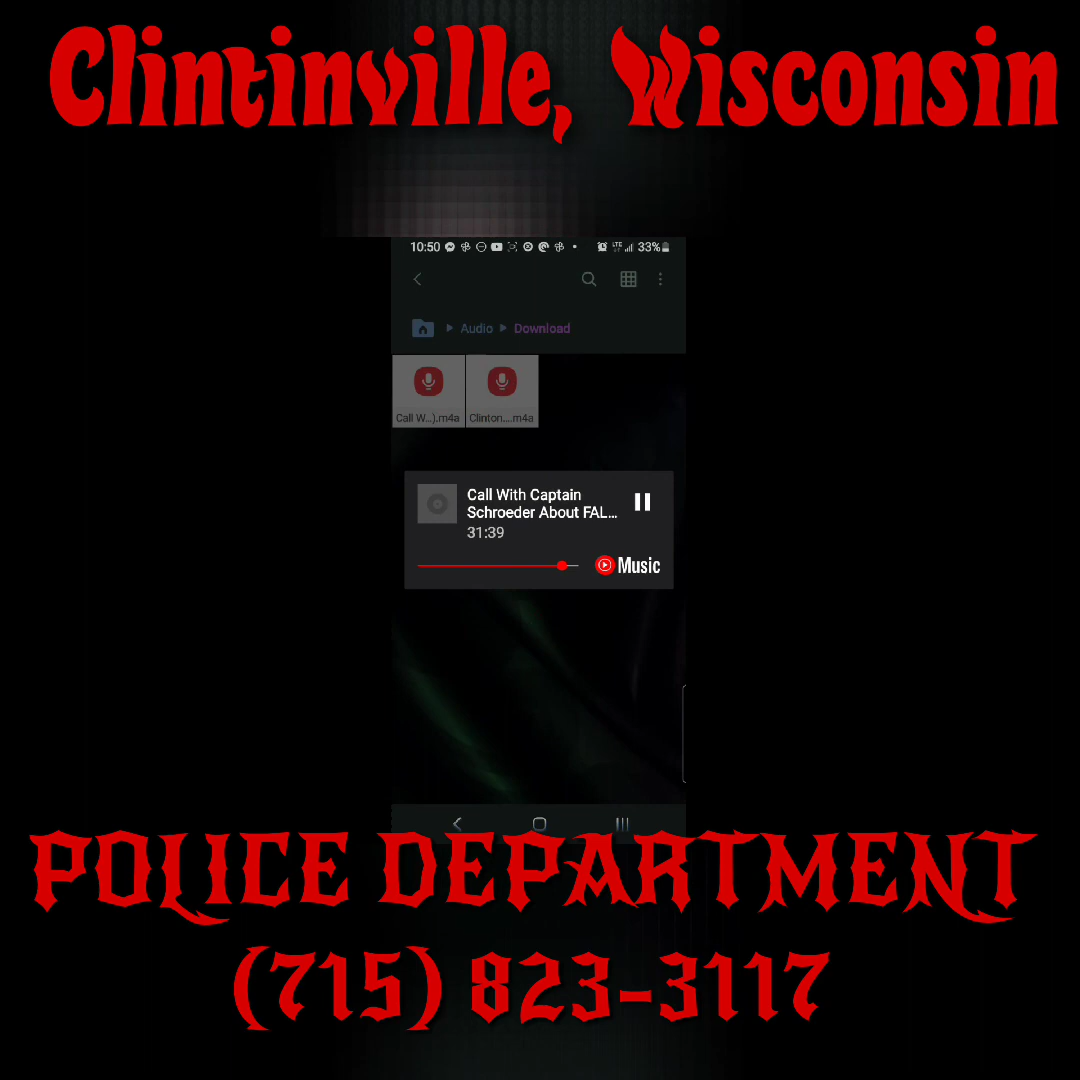 Clintinville, Wisconsin
10:50 LTE 33%
Audio Download
Call W...).m4a Clinton....m4a
Call With Captain
Schroeder About FAL...
31:39
Music
POLICE DEPARTMENT
(715) 823-3117